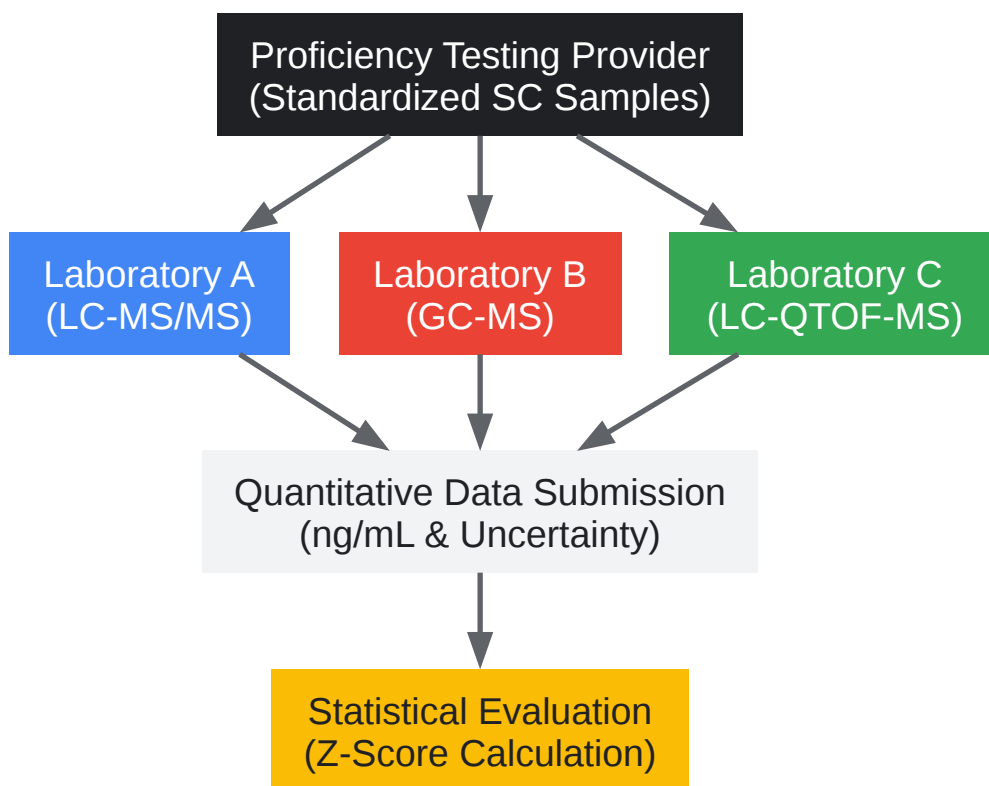 Proficiency Testing Provider
(Standardized SC Samples)
Laboratory A
(LC-MS/MS)
Laboratory B
(GC-MS)
Laboratory C
(LC-QTOF-MS)
Quantitative Data Submission
(ng/mL & Uncertainty)
Statistical Evaluation
(Z-Score Calculation)